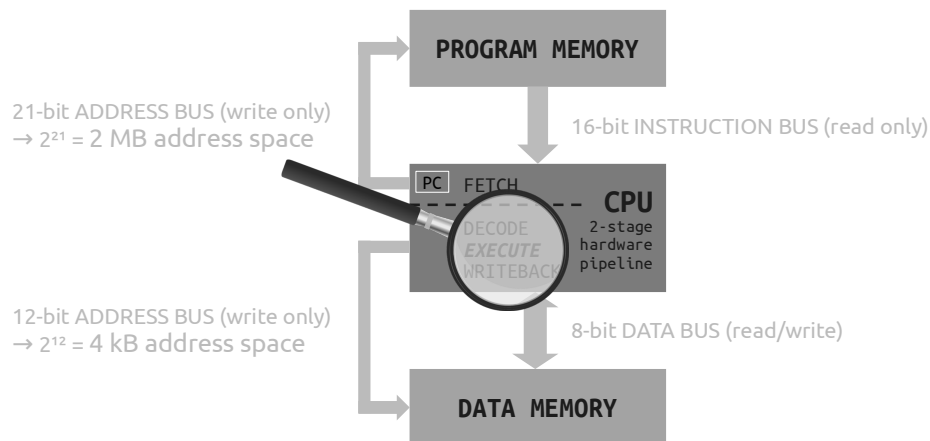 PROGRAM MEMORY
21-bit ADDRESS BUS (write only)
→ 2²¹ = 2 MB address space
16-bit INSTRUCTION BUS (read only)
PC FETCH
CPU
2-stage
hardware
pipeline
DECODE
EXECUTE
WRITEBACK
12-bit ADDRESS BUS (write only)
→ 2¹² = 4 kB address space
8-bit DATA BUS (read/write)
DATA MEMORY